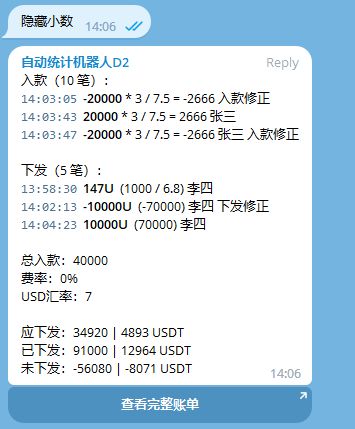 隐藏小数
14:06
自动统计机器人D2
Reply
入款（10 笔）：
14:03:05 -20000 * 3 / 7.5 = -2666 入款修正
14:03:43 20000 * 3 / 7.5 = 2666 张三
14:03:47 -20000 * 3 / 7.5 = -2666 张三 入款修正
下发（5 笔）：
13:58:30 147U (1000 / 6.8) 李四
14:02:13 -10000U (-70000) 李四 下发修正
14:04:23 10000U (70000) 李四
总入款：40000
费率：0%
USD汇率：7
应下发：34920 | 4893 USDT
已下发：91000 | 12964 USDT
未下发：-56080 | -8071 USDT
14:06
查看完整账单